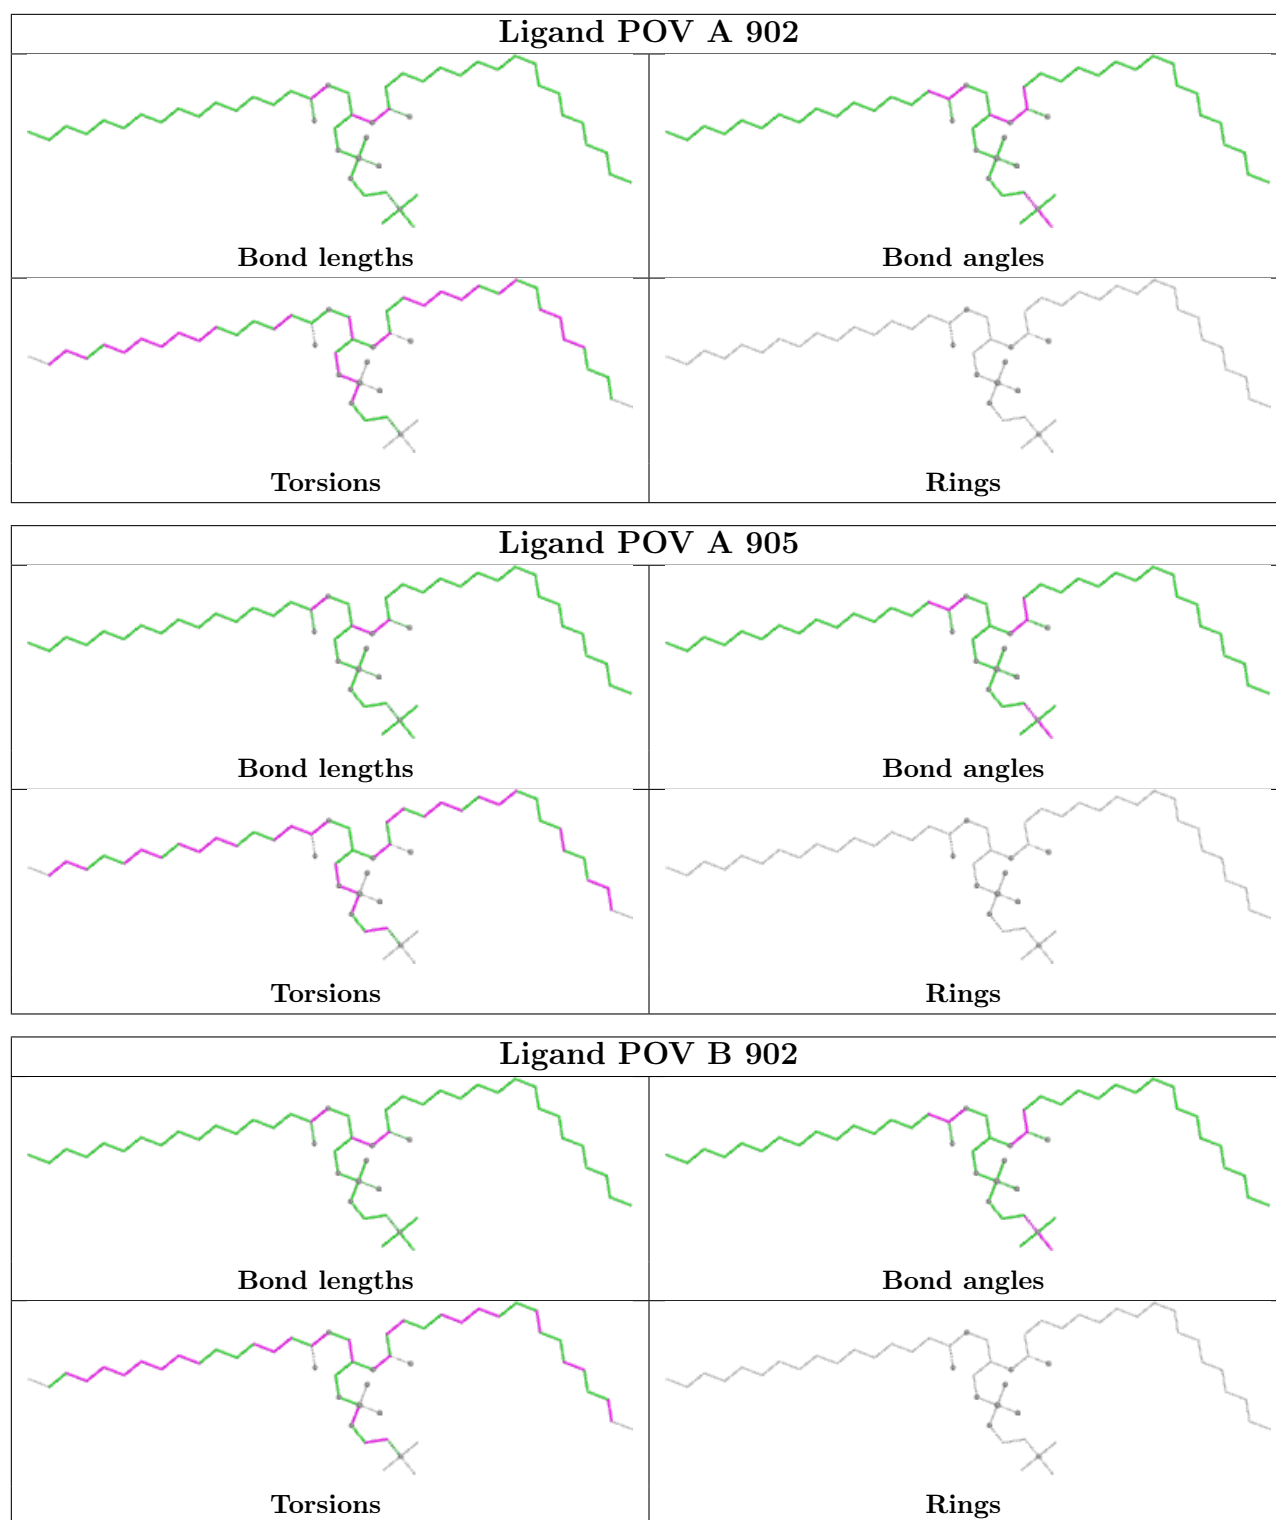 Ligand POV A 902
Bond lengths
Bond angles
Torsions
Rings
Ligand POV A 905
Bond lengths
Bond angles
Torsions
Rings
Ligand POV B 902
Bond lengths
Bond angles
Torsions
Rings